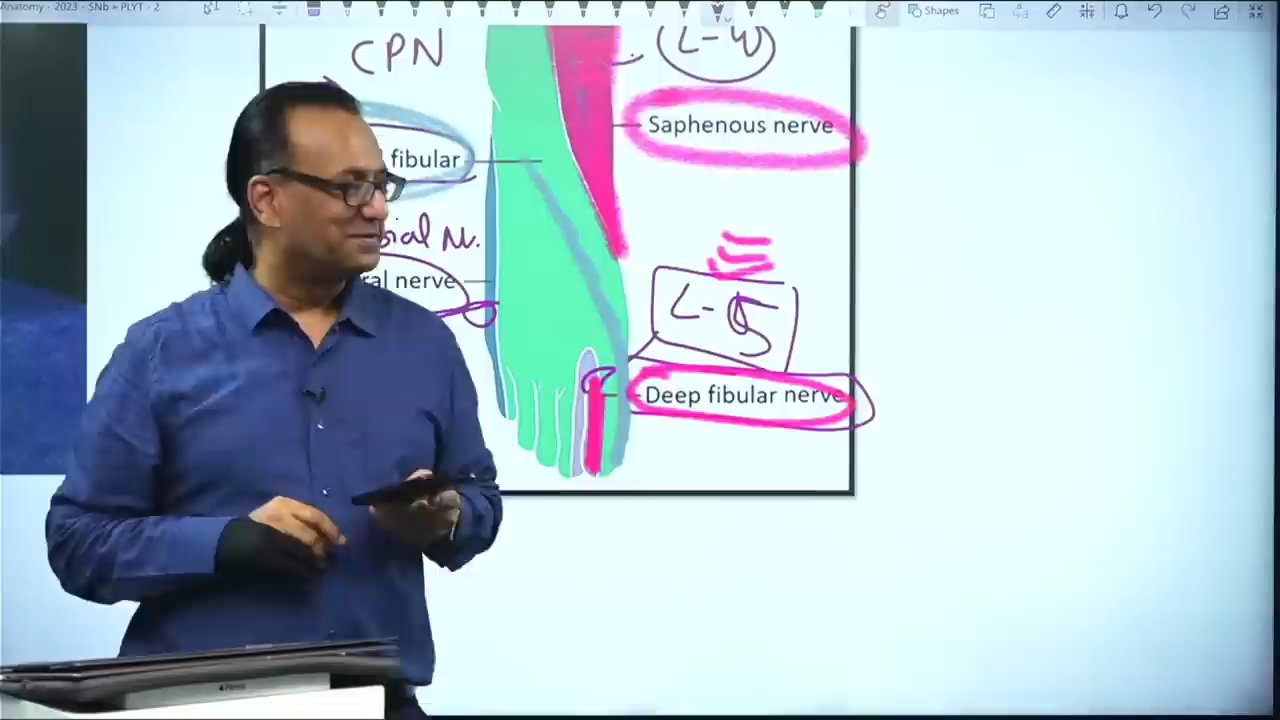 Anatomy - 2023 - SNb + PLYT - 2
Shapes
CPN
L-4
Saphenous nerve
fibular
ial N.
ral nerve
L-5
Deep fibular nerve